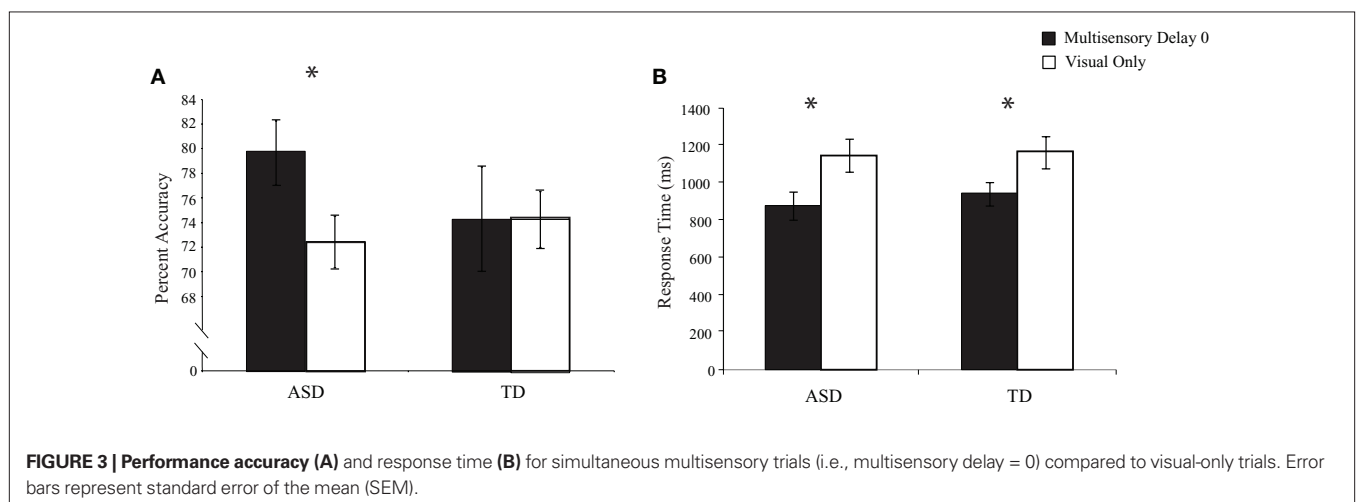 Multisensory Delay 0
Visual Only
A
*
84
82
80
78
76
74
72
70
68
0
Percent Accuracy
ASD
TD
B
*
*
1400
1200
1000
800
600
400
200
0
Response Time (ms)
ASD
TD
FIGURE 3 | Performance accuracy (A) and response time (B) for simultaneous multisensory trials (i.e., multisensory delay = 0) compared to visual-only trials. Error
bars represent standard error of the mean (SEM).